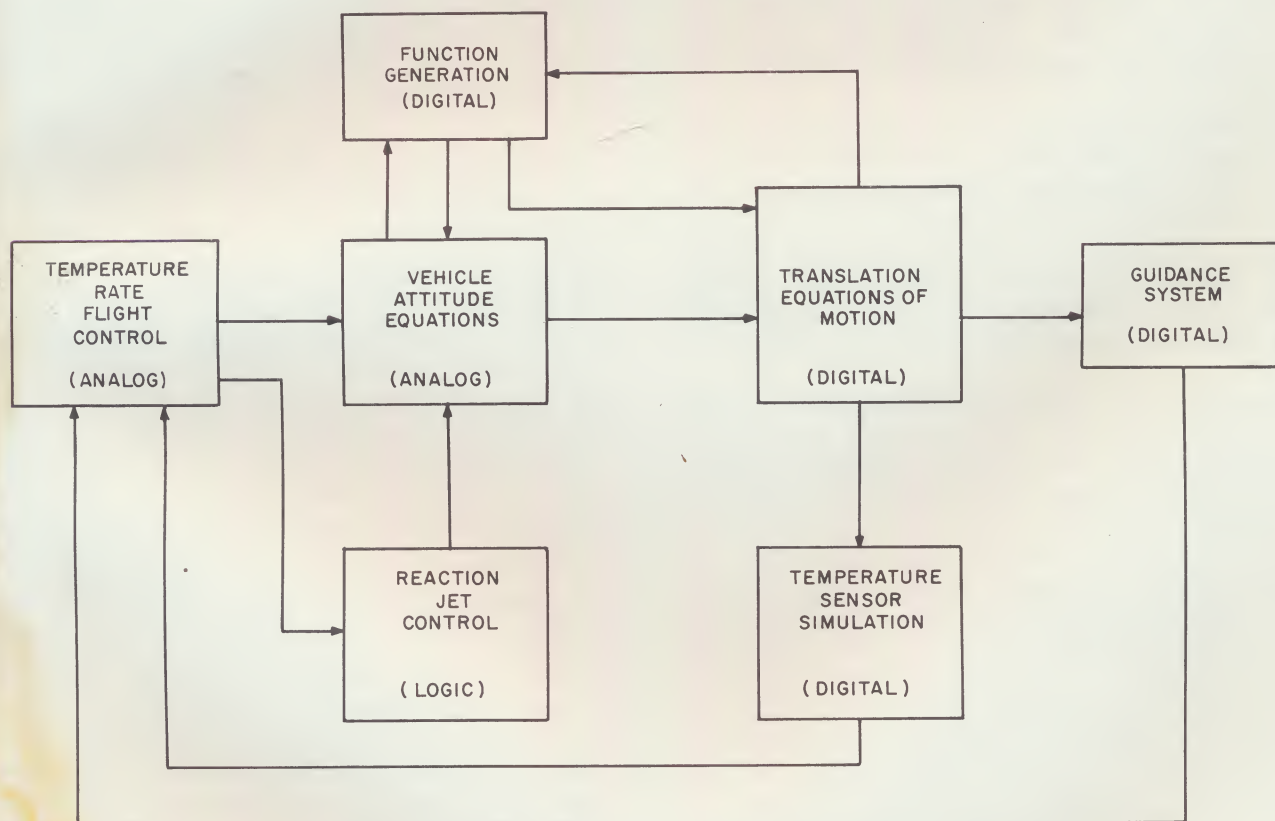 FUNCTION
GENERATION
(DIGITAL)
TEMPERATURE
RATE
FLIGHT
CONTROL
(ANALOG)
VEHICLE
ATTITUDE
EQUATIONS
(ANALOG)
TRANSLATION
EQUATIONS OF
MOTION
(DIGITAL)
GUIDANCE
SYSTEM
(DIGITAL)
REACTION
JET
CONTROL
(LOGIC)
TEMPERATURE
SENSOR
SIMULATION
(DIGITAL)